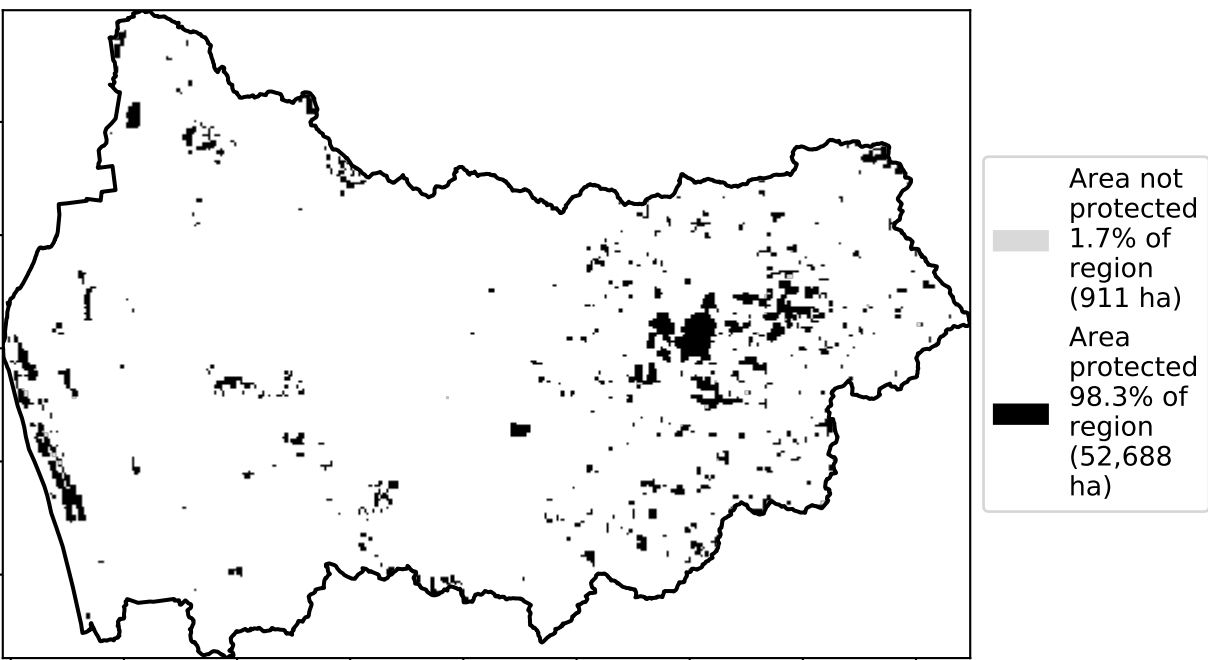 Area not
protected
1.7% of
region
(911 ha)
Area
protected
98.3% of
region
(52,688
ha)